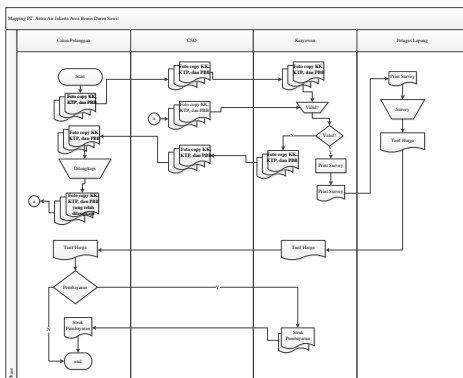 Mapping PT. Aetra Air Jakarta Area Bisnis Duren Sawit
Calon Pelanggan
CSO
Karyawan
Petugas Lapang
Start
Foto copy KK,
KTP, dan PBB
Foto copy KK,
KTP, dan PBB
Foto copy KK,
KTP, dan PBB
Print Survey
Foto copy KK,
KTP, dan PBB
a
Valid?
Survey
Foto copy KK,
KTP, dan PBB
Valid?
N
Y
Tarif Harga
Foto copy KK,
KTP, dan PBB
Foto copy KK,
KTP, dan PBB
Dilengkapi
Print Survey
Print Survey
a
Foto copy KK,
KTP, dan PBB
yang telah
dilengkapi
Tarif Harga
Tarif Harga
Pembayaran
Y
N
Struk
Pembayaran
Struk
Pembayaran
end
Phase